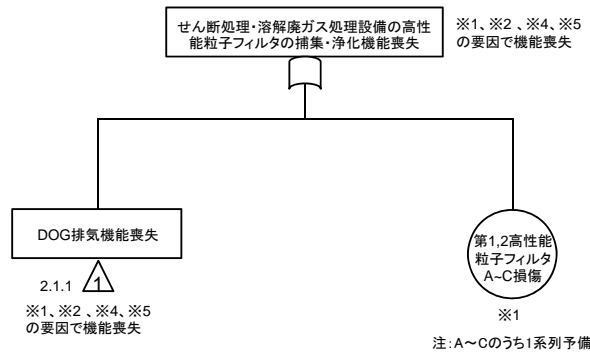 せん断処理・溶解廃ガス処理設備の高性
能粒子フィルタの捕集・浄化機能喪失
※1、※2 、※4、※5
の要因で機能喪失
DOG排気機能喪失
2.1.1
1
※1、※2 、※4、※5
の要因で機能喪失
第1,2高性能
粒子フィルタ
A~C損傷
※1
注:A～Cのうち1系列予備